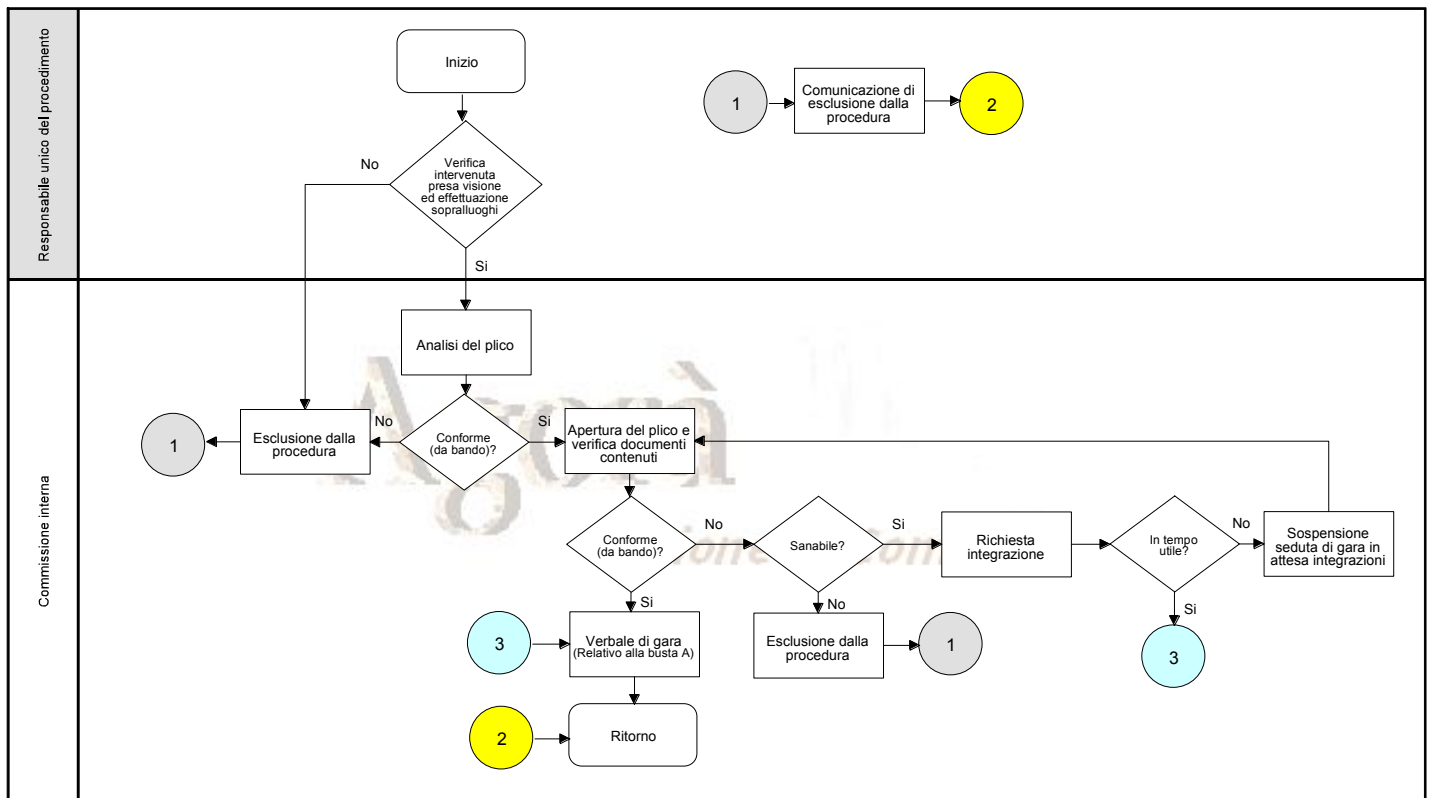 Responsabile unico del procedimento
Inizio
1
Comunicazione di
esclusione dalla
procedura
2
No
Verifica
intervenuta
presa visione
ed effettuazione
sopralluoghi
Si
Commissione interna
Analisi del plico
Agorà
1
Esclusione dalla
procedura
No
Conforme
(da bando)?
Si
Apertura del plico e
verifica documenti
contenuti
Conforme
(da bando)?
No
Sanabile?
Si
Richiesta
integrazione
In tempo
utile?
No
Sospensione
seduta di gara in
attesa integrazioni
Si
No
Si
3
Verbale di gara
(Relativo alla busta A)
Esclusione dalla
procedura
1
3
2
Ritorno